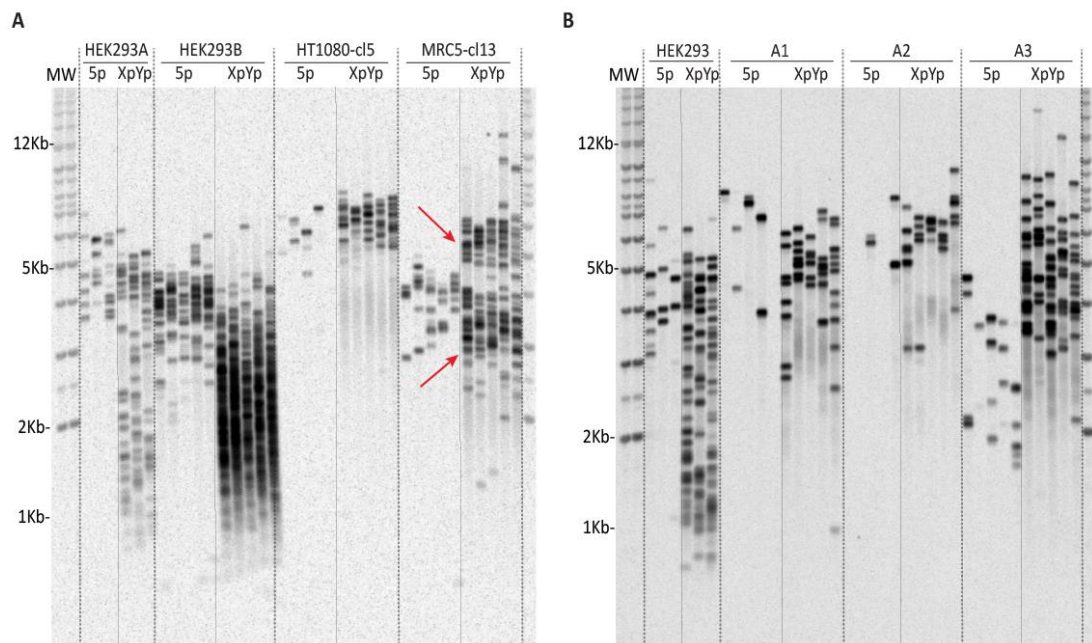 A
HEK293A HEK293B HT1080-cl5 MRC5-cl13
MW 5p XpYp 5p XpYp 5p XpYp 5p XpYp
12Kb-
5Kb-
2Kb-
1Kb-
B
HEK293 A1 A2 A3
MW 5p XpYp 5p XpYp 5p XpYp 5p XpYp
12Kb-
5Kb-
2Kb-
1Kb-